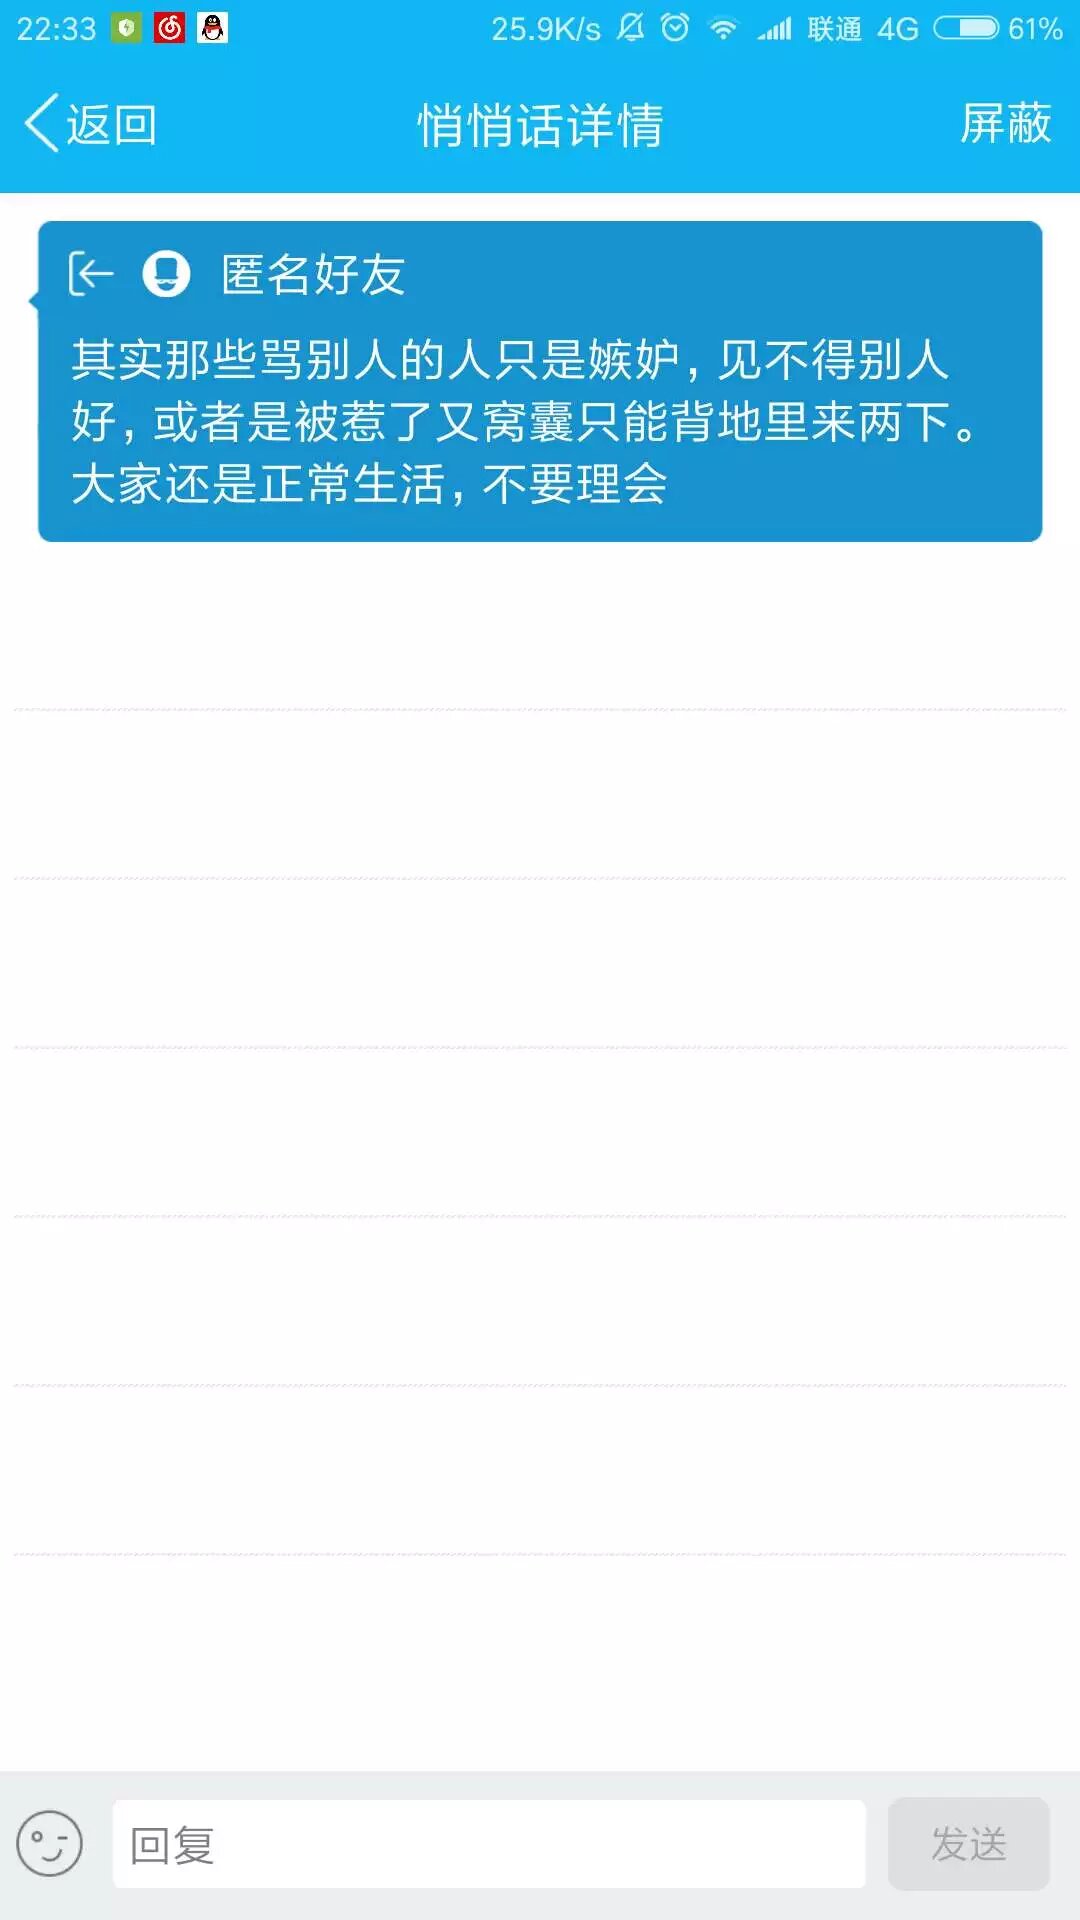 22:33 25.9K/s 联通 4G 61%
返回 悄悄话详情 屏蔽
匿名好友
其实那些骂别人的人只是嫉妒，见不得别人
好，或者是被惹了又窝囊只能背地里来两下。
大家还是正常生活，不要理会
回复 发送